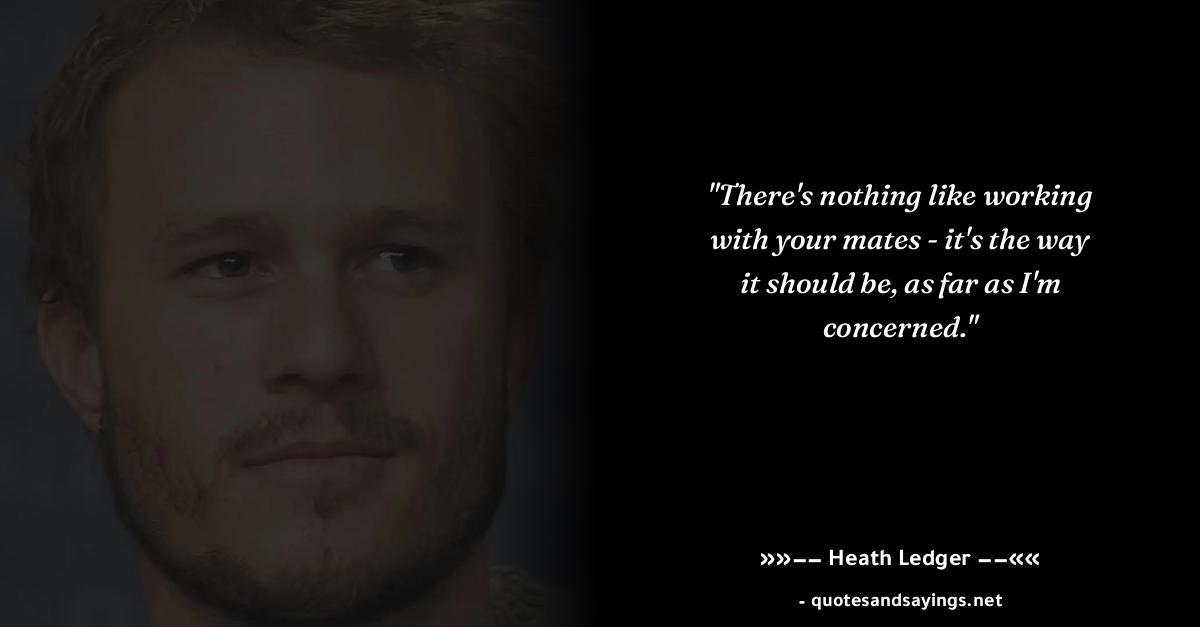 "There's nothing like working
with your mates - it's the way
it should be, as far as I'm
concerned."
»»−− Heath Ledger −−««
- quotesandsayings.net